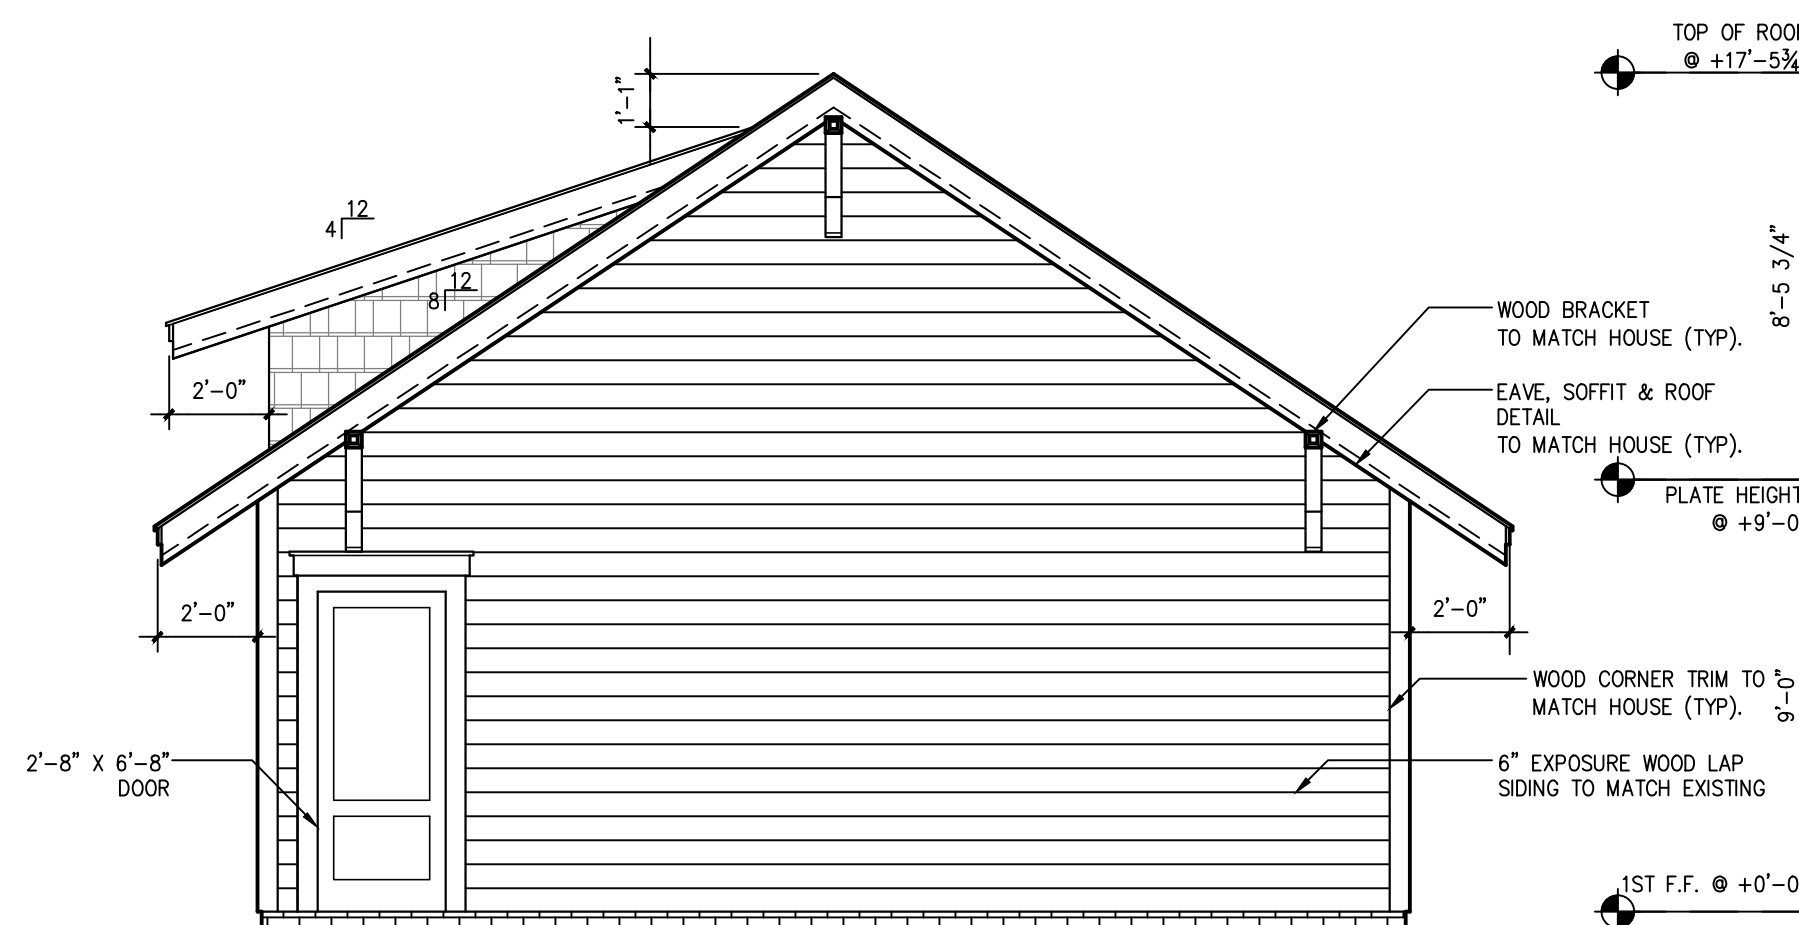 TOP OF ROOF
@ +17'-5¾
1'-1"
12
4
12
8
8'-5 3/4"
WOOD BRACKET
TO MATCH HOUSE (TYP).
2'-0"
EAVE, SOFFIT & ROOF
DETAIL
TO MATCH HOUSE (TYP).
PLATE HEIGHT
@ +9'-0
2'-0"
2'-0"
WOOD CORNER TRIM TO
MATCH HOUSE (TYP).
9'-0"
2'-8" X 6'-8"
DOOR
6" EXPOSURE WOOD LAP
SIDING TO MATCH EXISTING
1ST F.F. @ +0'-0